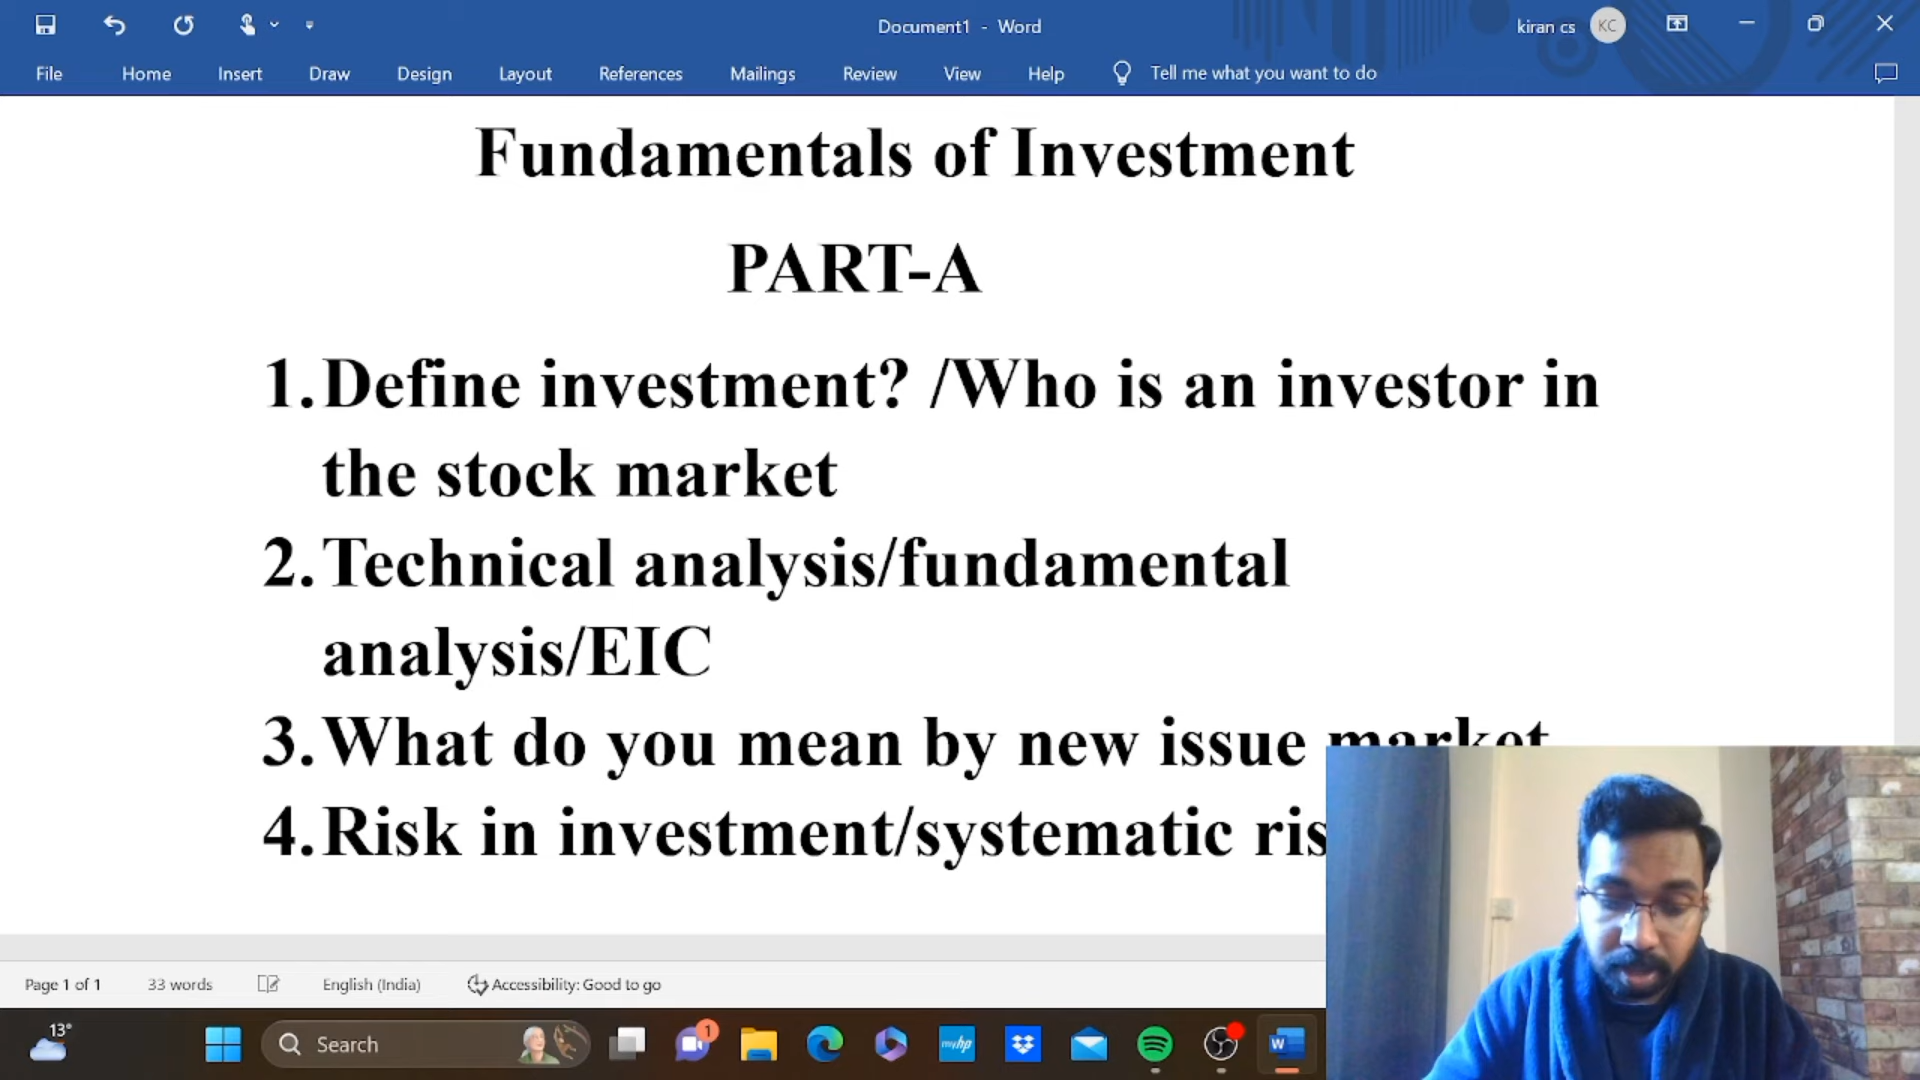 Document1 - Word
kiran cs KC
File Home Insert Draw Design Layout References Mailings Review View Help Tell me what you want to do
Fundamentals of Investment
PART-A
1. Define investment? /Who is an investor in
the stock market
2. Technical analysis/fundamental
analysis/EIC
3. What do you mean by new issue market
4. Risk in investment/systematic
Page 1 of 1 33 words English (India) Accessibility: Good to go
13° Search 1 myhp W